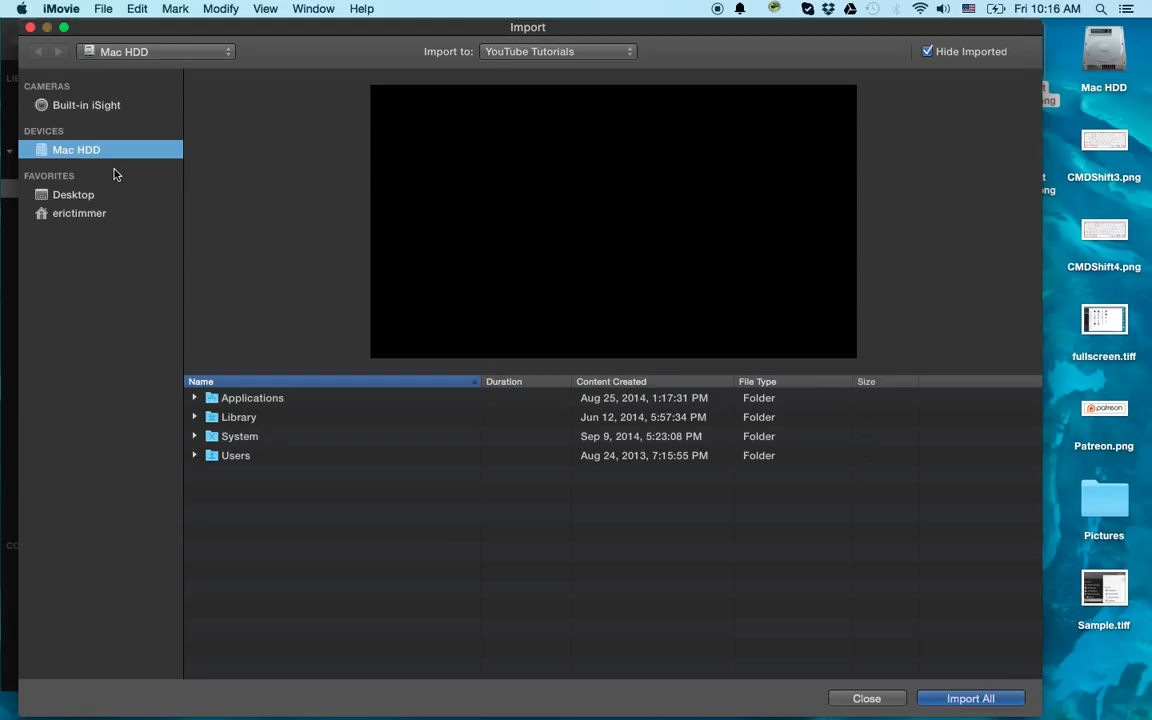 iMovie File Edit Mark Modify View Window Help Fri 10:16 AM
Import
Mac HDD Import to: YouTube Tutorials Hide Imported
CAMERAS
Built-in iSight
DEVICES
Mac HDD
FAVORITES
Desktop
erictimmer
Name Duration Content Created File Type Size
Applications Aug 25, 2014, 1:17:31 PM Folder
Library Jun 12, 2014, 5:57:34 PM Folder
System Sep 9, 2014, 5:23:08 PM Folder
Users Aug 24, 2013, 7:15:55 PM Folder
Close Import All
Mac HDD
CMDShift3.png
CMDShift4.png
fullscreen.tiff
patreon
Patreon.png
Pictures
Sample.tiff